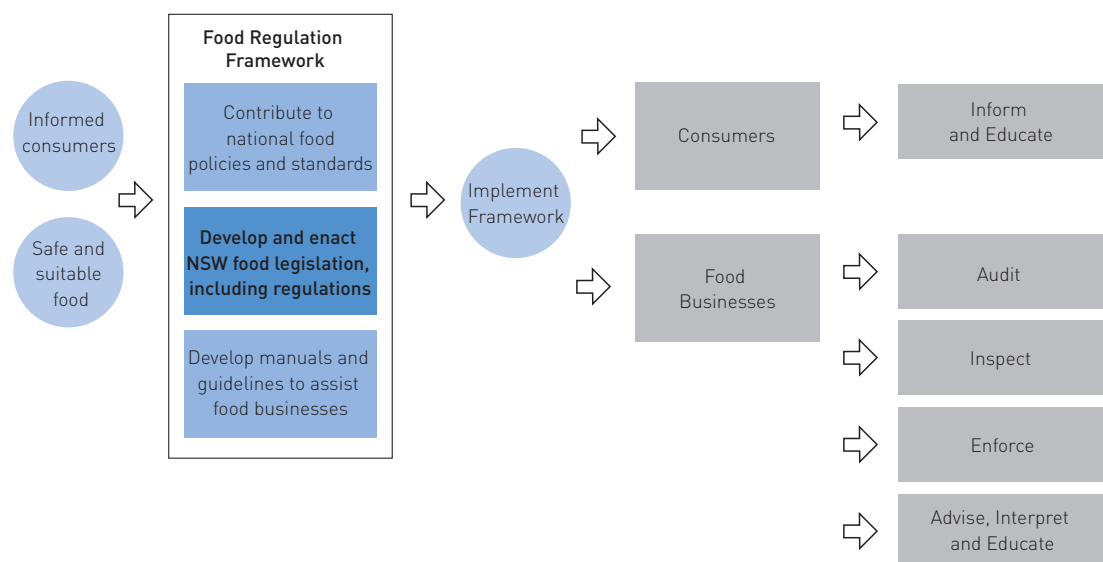 Informed
consumers
Safe and
suitable
food
Food Regulation
Framework
Contribute to
national food
policies and standards
Develop and enact
NSW food legislation,
including regulations
Develop manuals and
guidelines to assist
food businesses
Implement
Framework
Consumers
Food
Businesses
Inform
and Educate
Audit
Inspect
Enforce
Advise, Interpret
and Educate